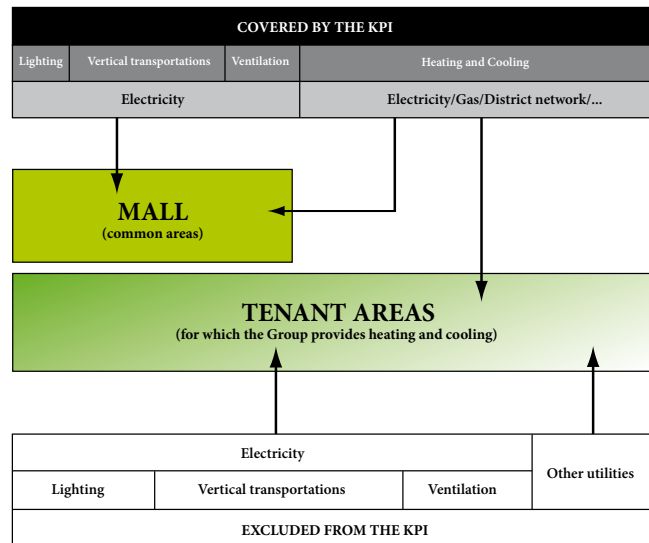 COVERED BY THE KPI
Lighting Vertical transportations Ventilation Heating and Cooling
Electricity Electricity/Gas/District network/...
MALL
(common areas)
TENANT AREAS
(for which the Group provides heating and cooling)
Electricity
Other utilities
Lighting Vertical transportations Ventilation
EXCLUDED FROM THE KPI